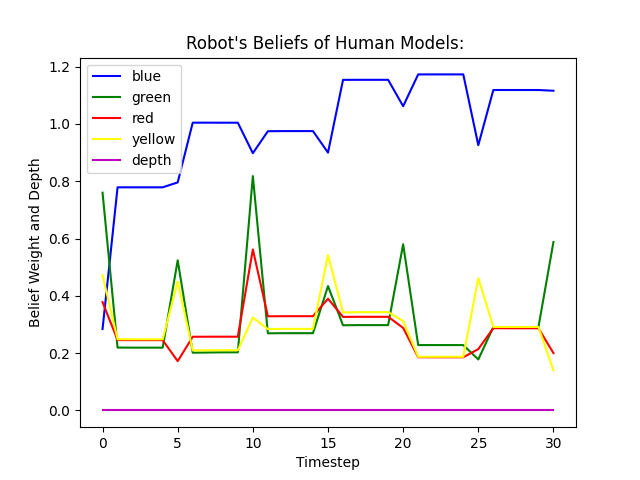 Robot's Beliefs of Human Models:
blue
green
red
yellow
depth
Belief Weight and Depth
1.2
1.0
0.8
0.6
0.4
0.2
0.0
0 5 10 15 20 25 30
Timestep